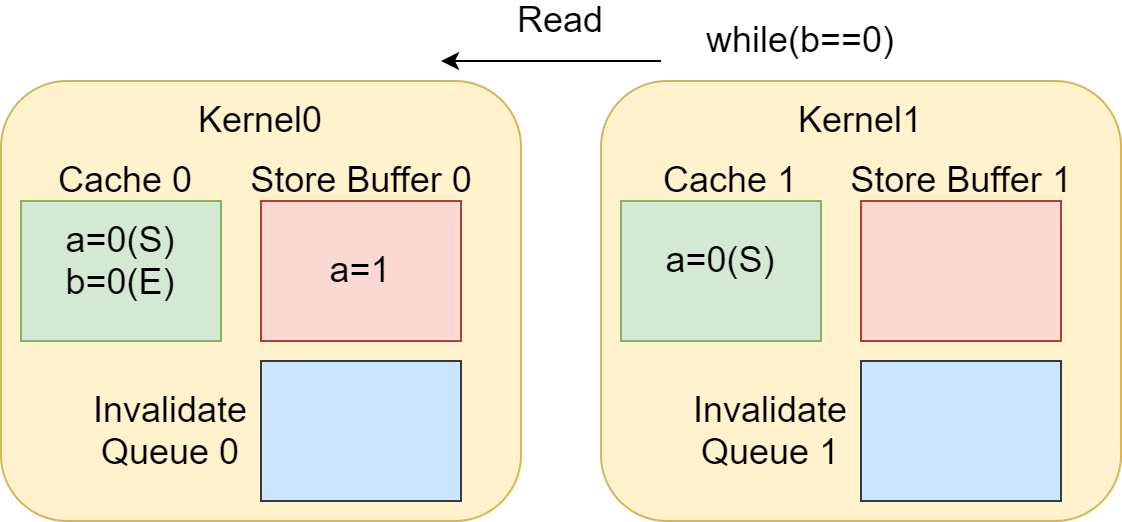 Read
while(b==0)
Kernel0
Cache 0
Store Buffer 0
a=0(S)
b=0(E)
a=1
Invalidate
Queue 0
Kernel1
Cache 1
Store Buffer 1
a=0(S)
Invalidate
Queue 1